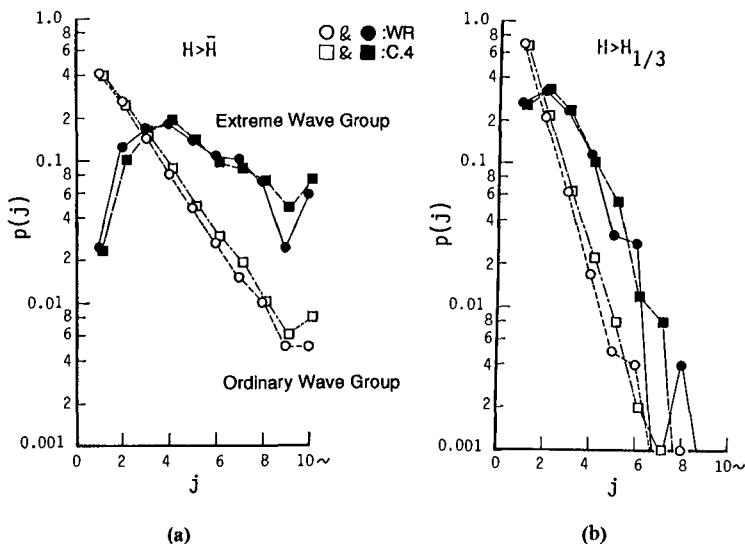 H>H̄
○ & ● :WR
□ & ■ :C.4
Extreme Wave Group
Ordinary Wave Group
p(j)
1.0
8
6
4
2
0.1
8
6
4
2
0.01
8
6
4
2
0.001
0 2 4 6 8 10~
j
(a)
H>H1/3
p(j)
1.0
8
6
4
2
0.1
8
6
4
2
0.01
8
6
4
2
0.001
0 2 4 6 8 10~
j
(b)